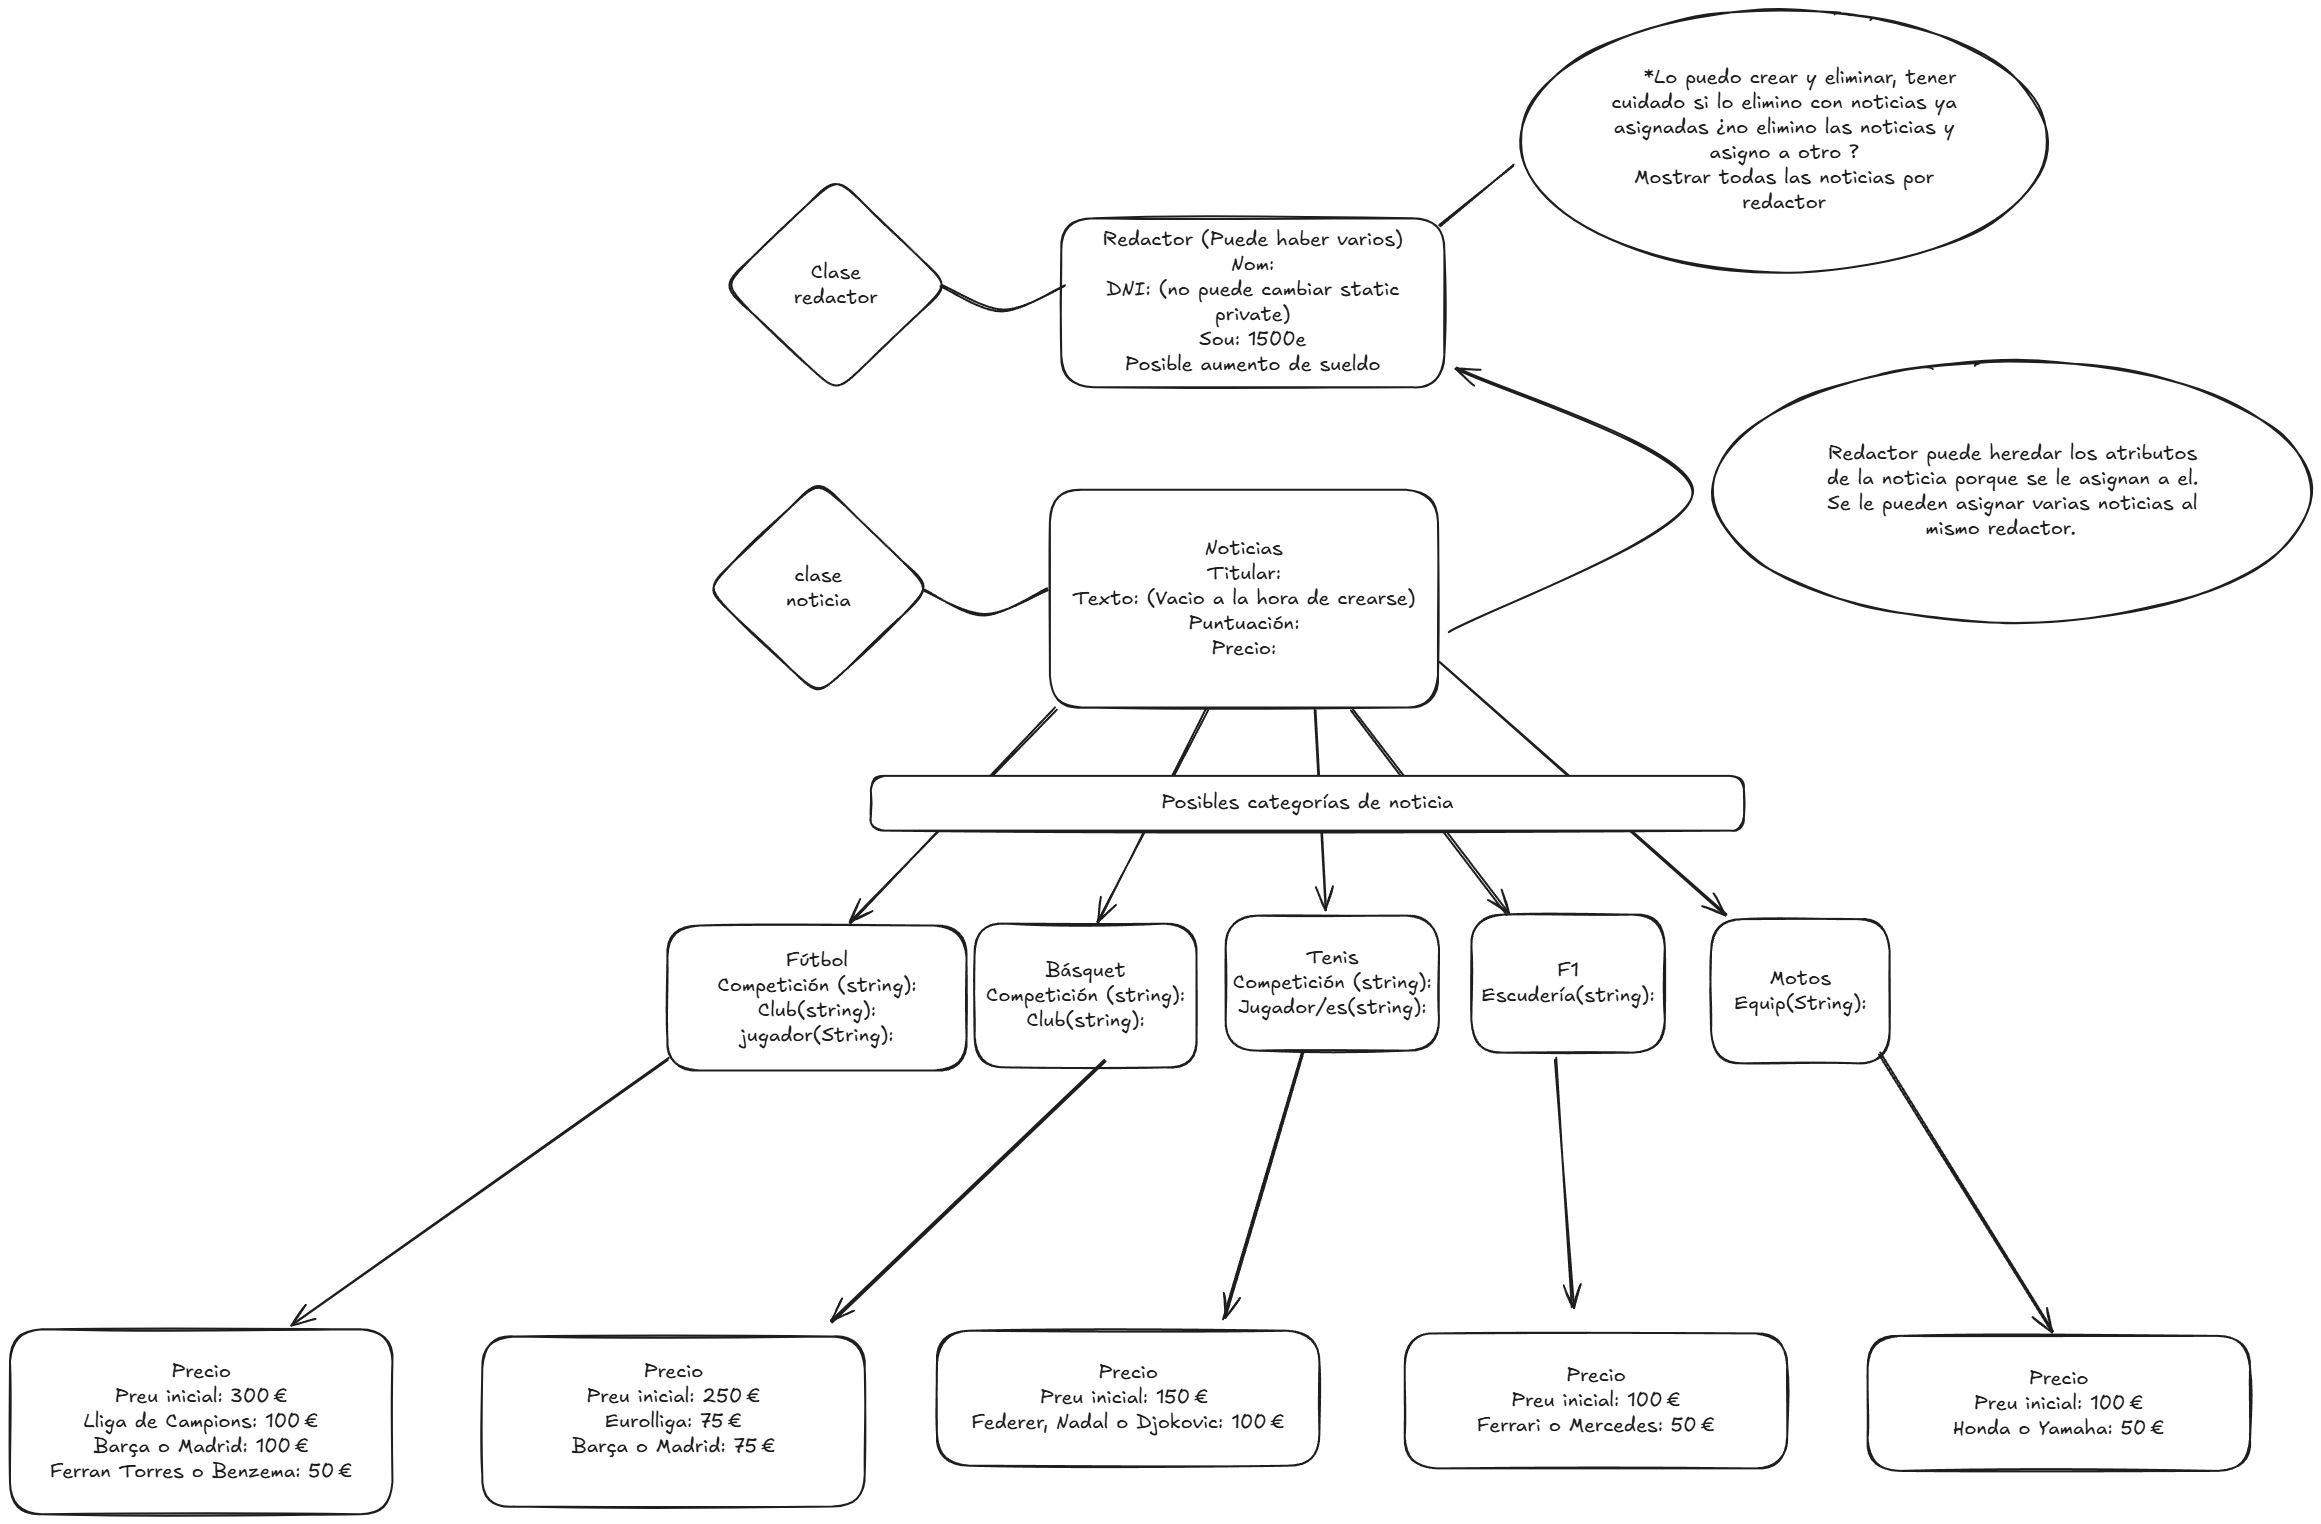 *Lo puedo crear y eliminar, tener
cuidado si lo elimino con noticias ya
asignadas ¿no elimino las noticias y
asigno a otro ?
Mostrar todas las noticias por
redactor
Clase
redactor
Redactor (Puede haber varios)
Nom:
DNI: (no puede cambiar static
private)
Sou: 1500e
Posible aumento de sueldo
Redactor puede heredar los atributos
de la noticia porque se le asignan a el.
Se le pueden asignar varias noticias al
mismo redactor.
clase
noticia
Noticias
Titular:
Texto: (Vacio a la hora de crearse)
Puntuación:
Precio:
Posibles categorías de noticia
Fútbol
Competición (string):
Club(string):
jugador(String):
Básquet
Competición (string):
Club(string):
Tenis
Competición (string):
Jugador/es(string):
F1
Escudería(string):
Motos
Equip(String):
Precio
Preu inicial: 300 €
Lliga de Campions: 100 €
Barça o Madrid: 100 €
Ferran Torres o Benzema: 50 €
Precio
Preu inicial: 250 €
Eurolliga: 75 €
Barça o Madrid: 75 €
Precio
Preu inicial: 150 €
Federer, Nadal o Djokovic: 100 €
Precio
Preu inicial: 100 €
Ferrari o Mercedes: 50 €
Precio
Preu inicial: 100 €
Honda o Yamaha: 50 €